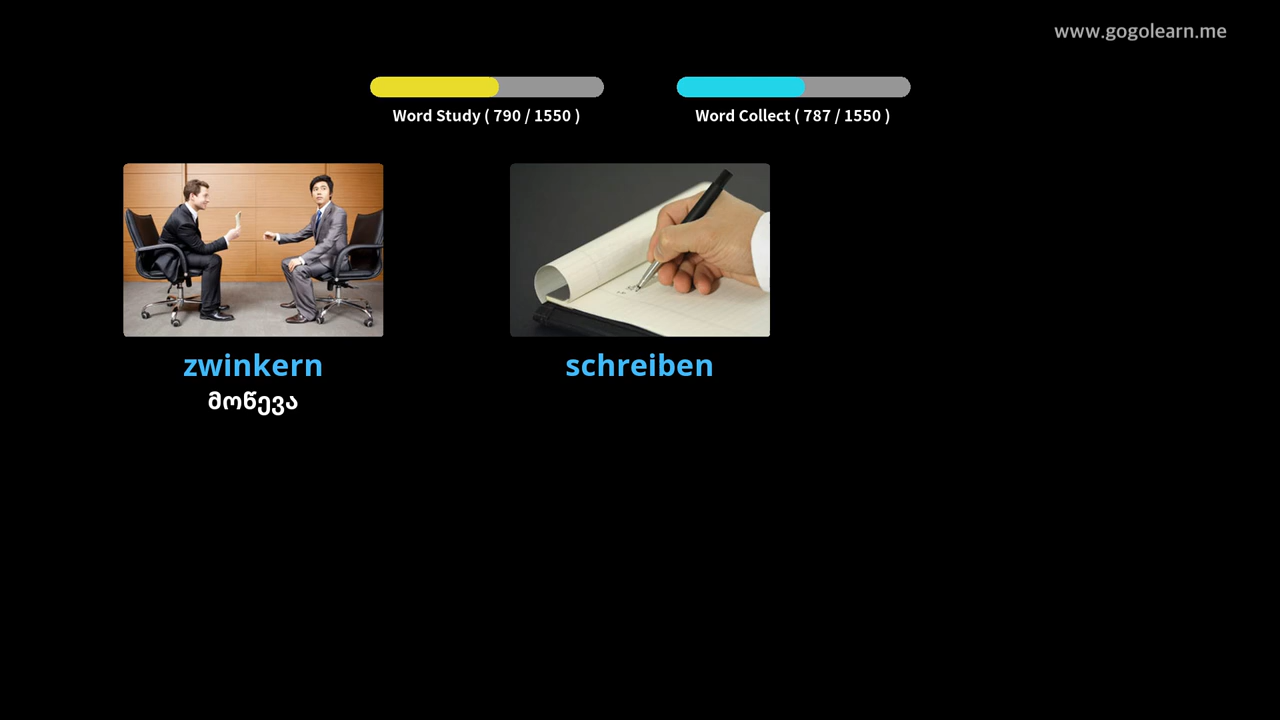 www.gogolearn.me
Word Study ( 790 / 1550 )
Word Collect ( 787 / 1550 )
zwinkern
schreiben
მოწევა